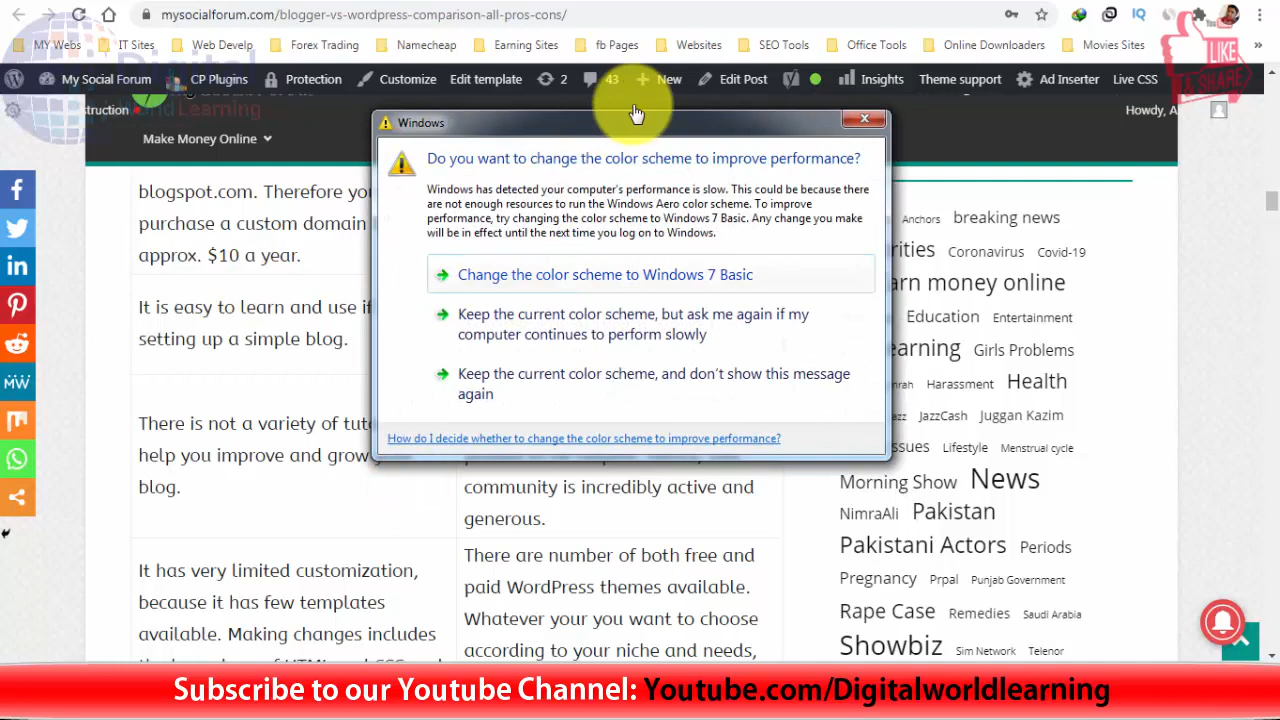 mysocialforum.com/blogger-vs-wordpress-comparison-all-pros-cons/
MY Webs IT Sites Web Develp Forex Trading Namecheap Earning Sites fb Pages Websites SEO Tools Office Tools Online Downloaders Movies Sites »
My Social Forum CP Plugins Protection Customize Edit template 2 43 New Edit Post Insights Theme support Ad Inserter Live CSS
Digital
World Learning
LIKE
& SHARE
struction
Howdy, A
Make Money Online
Windows
Do you want to change the color scheme to improve performance?
Windows has detected your computer's performance is slow. This could be because there
are not enough resources to run the Windows Aero color scheme. To improve
performance, try changing the color scheme to Windows 7 Basic. Any change you make
will be in effect until the next time you log on to Windows.
Change the color scheme to Windows 7 Basic
Keep the current color scheme, but ask me again if my
computer continues to perform slowly
Keep the current color scheme, and don't show this message
again
How do I decide whether to change the color scheme to improve performance?
blogspot.com. Therefore you
purchase a custom domain
approx. $10 a year.
It is easy to learn and use if
setting up a simple blog.
There is not a variety of tut
help you improve and grow
blog.
It has very limited customization,
because it has few templates
available. Making changes includes
community is incredibly active and
generous.
There are number of both free and
paid WordPress themes available.
Whatever your you want to choose
according to your niche and needs,
Anchors breaking news
rities Coronavirus Covid-19
arn money online
Education Entertainment
earning Girls Problems
Harassment Health
JazzCash Juggan Kazim
ssues Lifestyle Menstrual cycle
Morning Show News
NimraAli Pakistan
Pakistani Actors Periods
Pregnancy Prpal Punjab Government
Rape Case Remedies Saudi Arabia
Showbiz Sim Network Telenor
MW
Subscribe to our Youtube Channel: Youtube.com/Digitalworldlearning